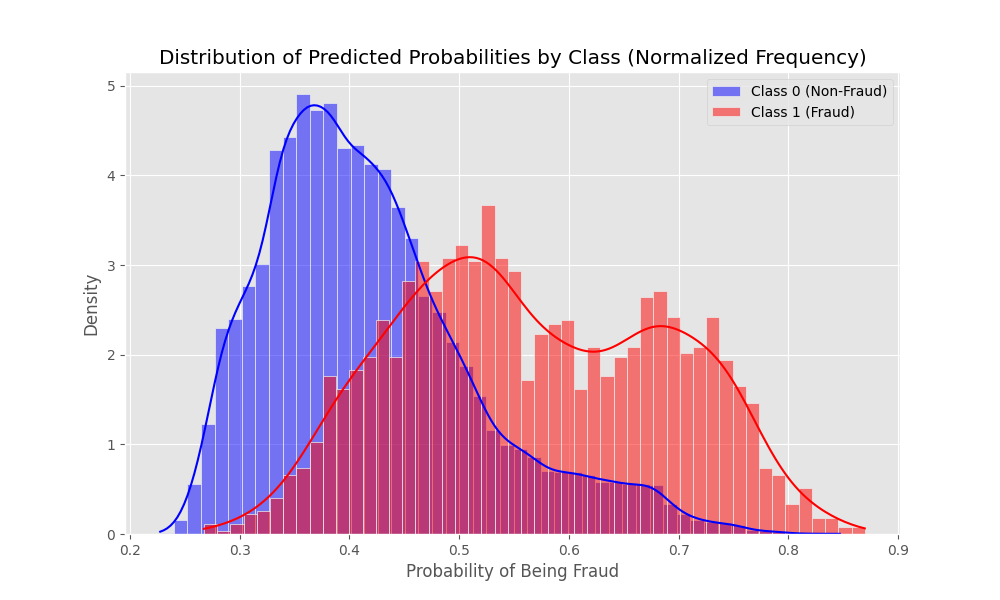 Distribution of Predicted Probabilities by Class (Normalized Frequency)
Class 0 (Non-Fraud)
Class 1 (Fraud)
Density
5
4
3
2
1
0
0.2 0.3 0.4 0.5 0.6 0.7 0.8 0.9
Probability of Being Fraud